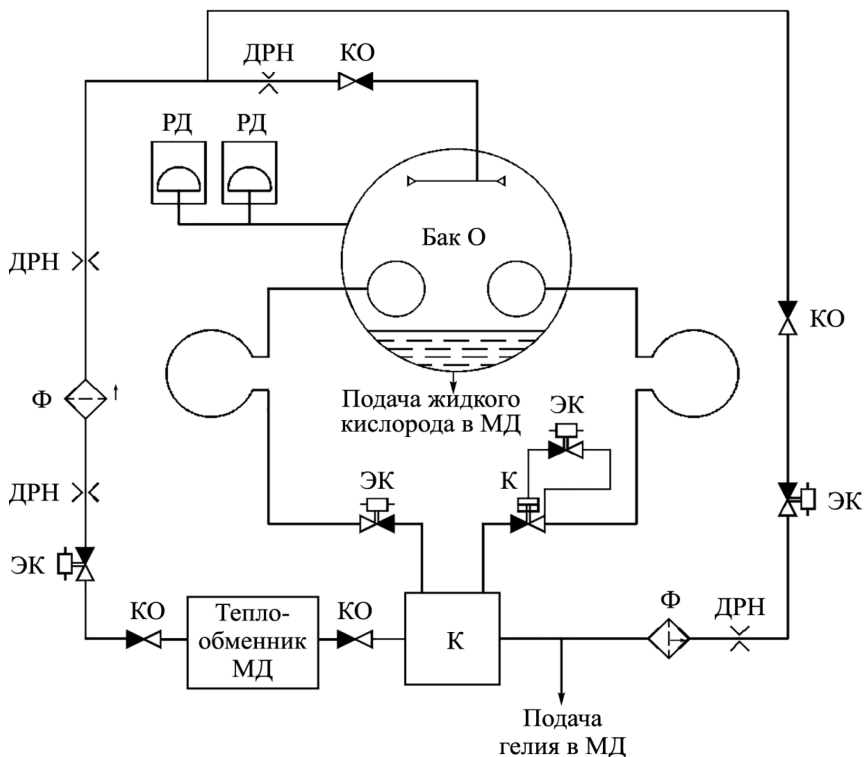 ДРН
КО
РД
РД
Бак О
ДРН
КО
Ф
Подача жидкого
кислорода в МД
ЭК
ДРН
ЭК
К
ЭК
ЭК
КО
Тепло-
обменник
МД
КО
К
Ф
ДРН
Подача
гелия в МД